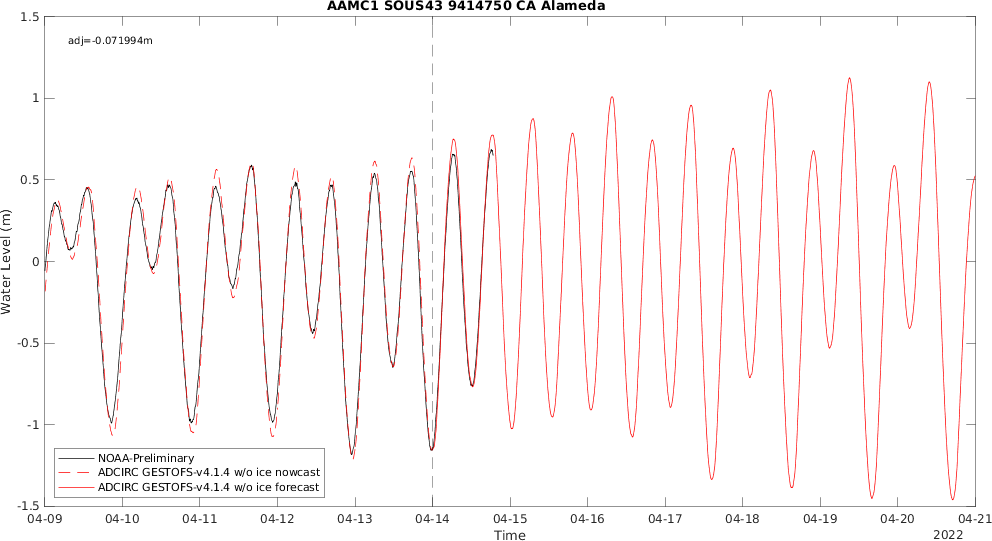 AAMC1 SOUS43 9414750 CA Alameda
adj=-0.071994m
1.5
1
0.5
0
-0.5
-1
-1.5
Water Level (m)
NOAA-Preliminary
ADCIRC GESTOFS-v4.1.4 w/o ice nowcast
ADCIRC GESTOFS-v4.1.4 w/o ice forecast
04-09 04-10 04-11 04-12 04-13 04-14 04-15 04-16 04-17 04-18 04-19 04-20 04-21
Time
2022